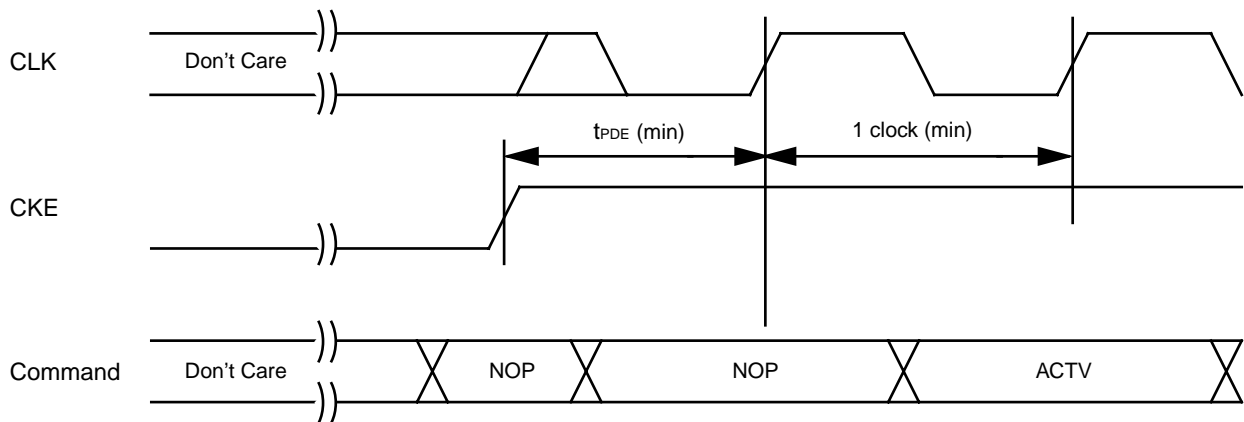 CLK
Don't Care
tPDE (min)
1 clock (min)
CKE
Command
Don't Care
NOP
NOP
ACTV